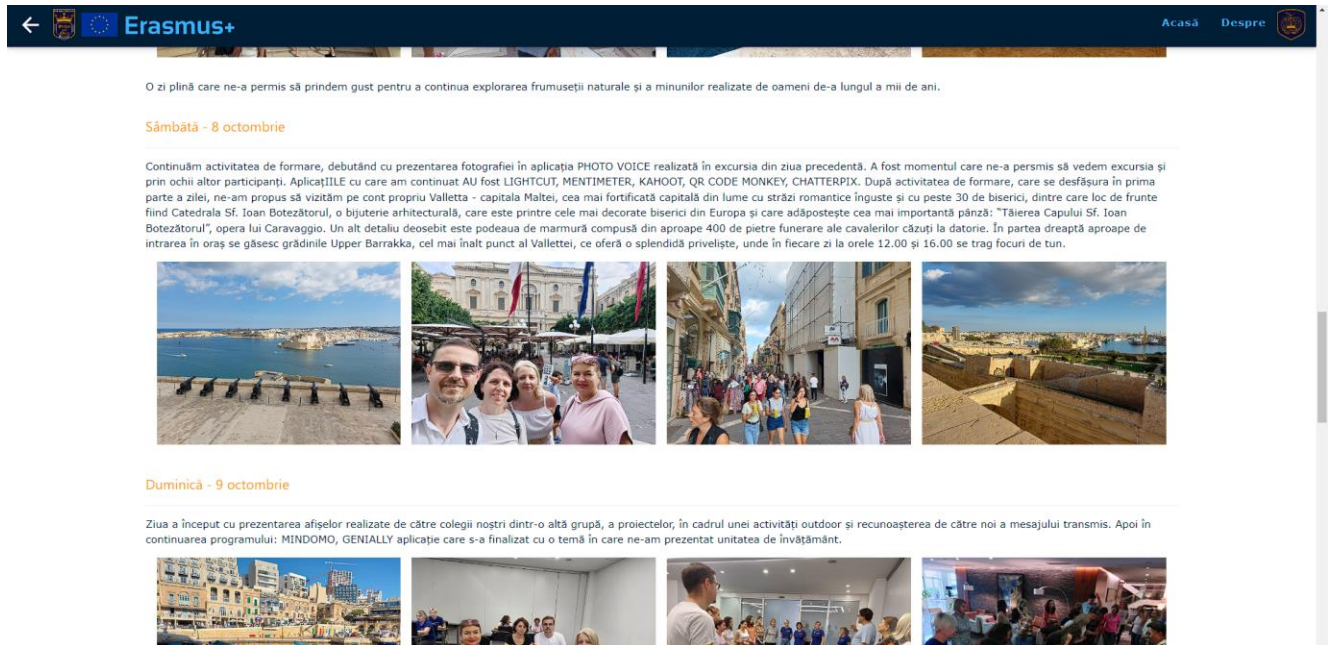 Erasmus+
Acasă Despre
O zi plină care ne-a permis să prindem gust pentru a continua explorarea frumuseții naturale și a minunilor realizate de oameni de-a lungul a mii de ani.
Sâmbătă - 8 octombrie
Continuăm activitatea de formare, debutând cu prezentarea fotografiei în aplicația PHOTO VOICE realizată în excursia din ziua precedentă. A fost momentul care ne-a persmis să vedem excursia și
prin ochii altor participanți. AplicațIILE cu care am continuat AU fost LIGHTCUT, MENTIMETER, KAHOOT, QR CODE MONKEY, CHATTERPIX. După activitatea de formare, care se desfășura în prima
parte a zilei, ne-am propus să vizităm pe cont propriu Valletta - capitala Maltei, cea mai fortificată capitală din lume cu străzi romantice înguste și cu peste 30 de biserici, dintre care loc de frunte
fiind Catedrala Sf. Ioan Botezătorul, o bijuterie arhitecturală, care este printre cele mai decorate biserici din Europa și care adăpostește cea mai importantă pânză: "Tăierea Capului Sf. Ioan
Botezătorul", opera lui Caravaggio. Un alt detaliu deosebit este podeaua de marmură compusă din aproape 400 de pietre funerare ale cavalerilor căzuți la datorie. În partea dreaptă aproape de
intrarea în oraș se găsesc grădinile Upper Barrakka, cel mai înalt punct al Vallettei, ce oferă o splendidă priveliște, unde în fiecare zi la orele 12.00 și 16.00 se trag focuri de tun.
Duminică - 9 octombrie
Ziua a început cu prezentarea afișelor realizate de către colegii noștri dintr-o altă grupă, a proiectelor, în cadrul unei activități outdoor și recunoașterea de către noi a mesajului transmis. Apoi în
continuarea programului: MINDOMO, GENIALLY aplicație care s-a finalizat cu o temă în care ne-am prezentat unitatea de învățământ.